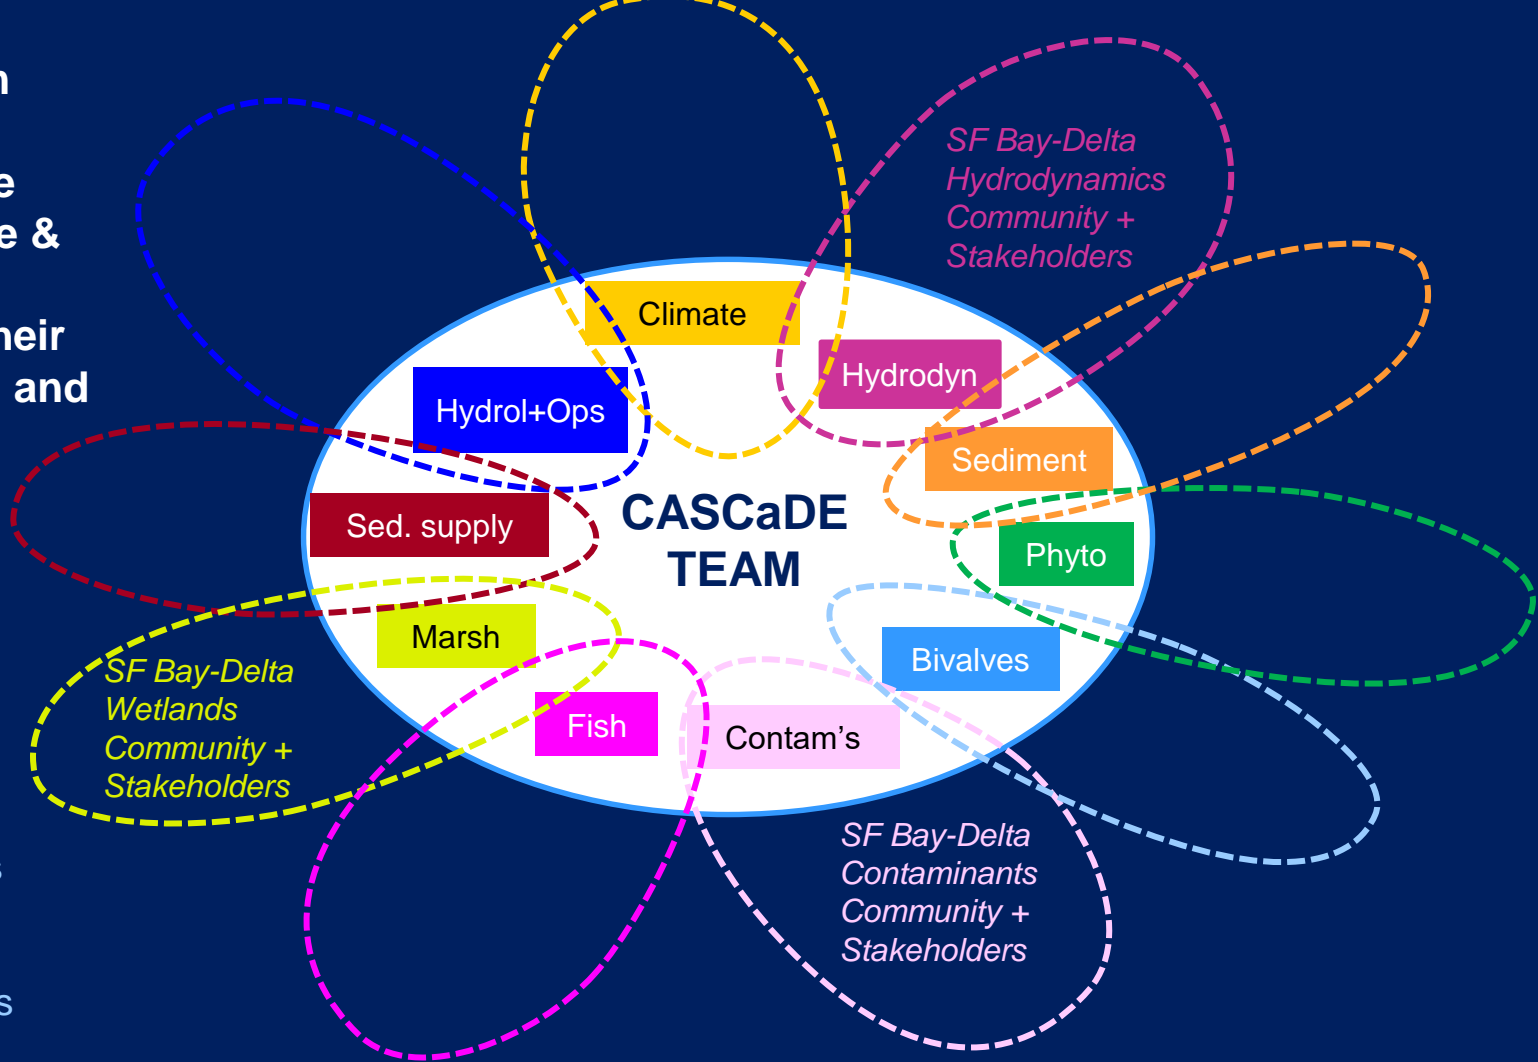 e &
and
Climate
Hydrodyn
Hydrol+Ops
Sediment
Sed. supply
Phyto
Marsh
Bivalves
Fish
Contam's
CASCaDE
TEAM
SF Bay-Delta
Hydrodynamics
Community +
Stakeholders
SF Bay-Delta
Wetlands
Community +
Stakeholders
SF Bay-Delta
Contaminants
Community +
Stakeholders